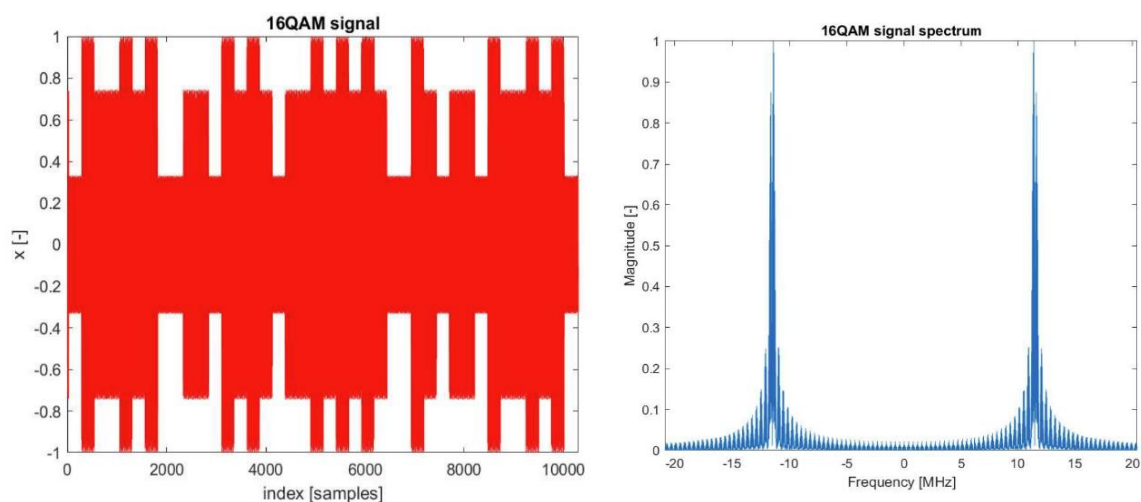 16QAM signal
1
0.8
0.6
0.4
0.2
0
-0.2
-0.4
-0.6
-0.8
-1
x [-]
0 2000 4000 6000 8000 10000
index [samples]
16QAM signal spectrum
1
0.9
0.8
0.7
0.6
0.5
0.4
0.3
0.2
0.1
0
Magnitude [-]
-20 -15 -10 -5 0 5 10 15 20
Frequency [MHz]